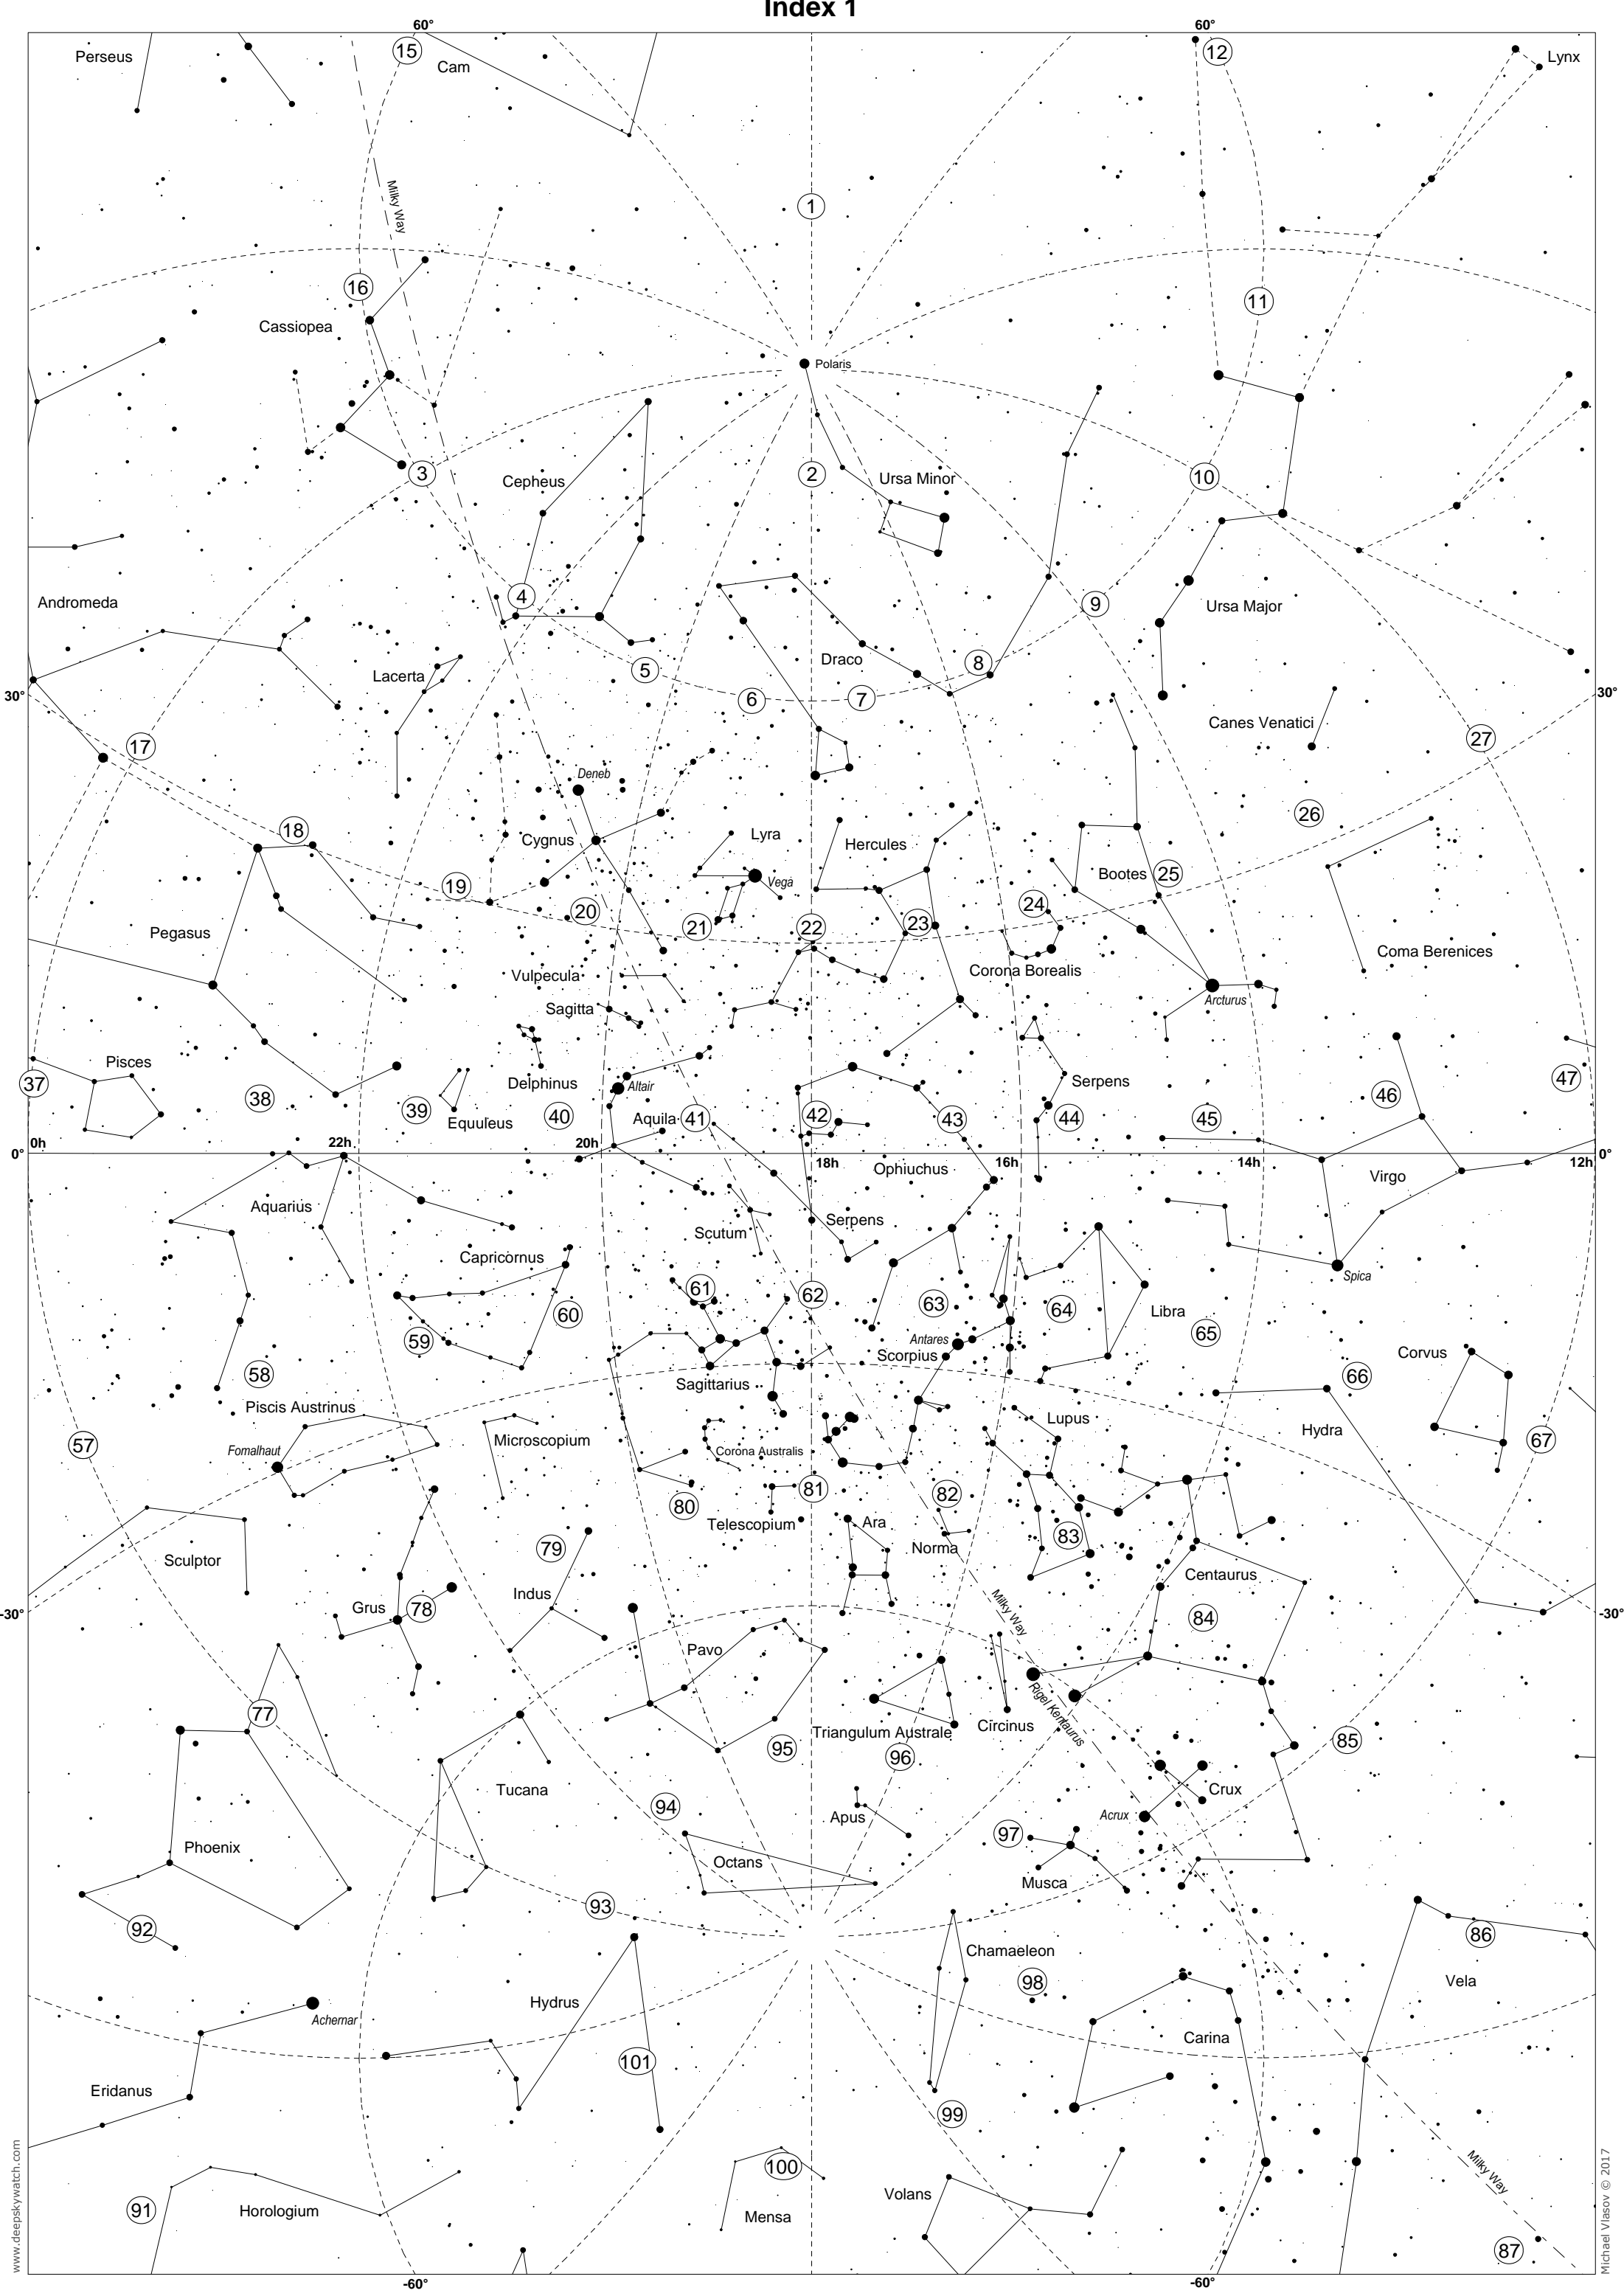 Index 1
60°
60°
15
12
Perseus
Cam
Lynx
Milky Way
1
16
11
Cassiopea
Polaris
3
2
10
Cepheus
Ursa Minor
4
9
Andromeda
Ursa Major
Draco
8
5
Lacerta
6
7
30°
30°
Canes Venatici
17
27
Deneb
26
18
Cygnus
Lyra
Hercules
Bootes
25
19
Vega
24
20
21
22
23
Pegasus
Vulpecula
Corona Borealis
Coma Berenices
Sagitta
Arcturus
Pisces
37
Delphinus
Altair
Serpens
47
38
39
40
Aquila
41
42
43
44
45
46
Equuleus
0h
22h
20h
18h
16h
14h
12h
0°
0°
Ophiuchus
Virgo
Aquarius
Scutum
Serpens
Capricornus
Spica
61
62
63
64
60
Libra
59
65
Antares
Scorpius
Corvus
58
66
Sagittarius
Piscis Austrinus
Lupus
Hydra
57
Fomalhaut
Microscopium
Corona Australis
67
80
81
82
Telescopium
Ara
83
79
Norma
Sculptor
Centaurus
Indus
Grus
78
Milky Way
84
-30°
-30°
Pavo
77
Rigel Kentaurus
Triangulum Australe
Circinus
95
96
85
Tucana
Crux
94
Apus
Acrux
97
Phoenix
Octans
Musca
93
92
86
Chamaeleon
98
Vela
Hydrus
Achernar
Carina
101
Eridanus
99
100
Milky Way
91
Horologium
Mensa
Volans
87
-60°
-60°
www.deepskywatch.com
Michael Vlasov © 2017